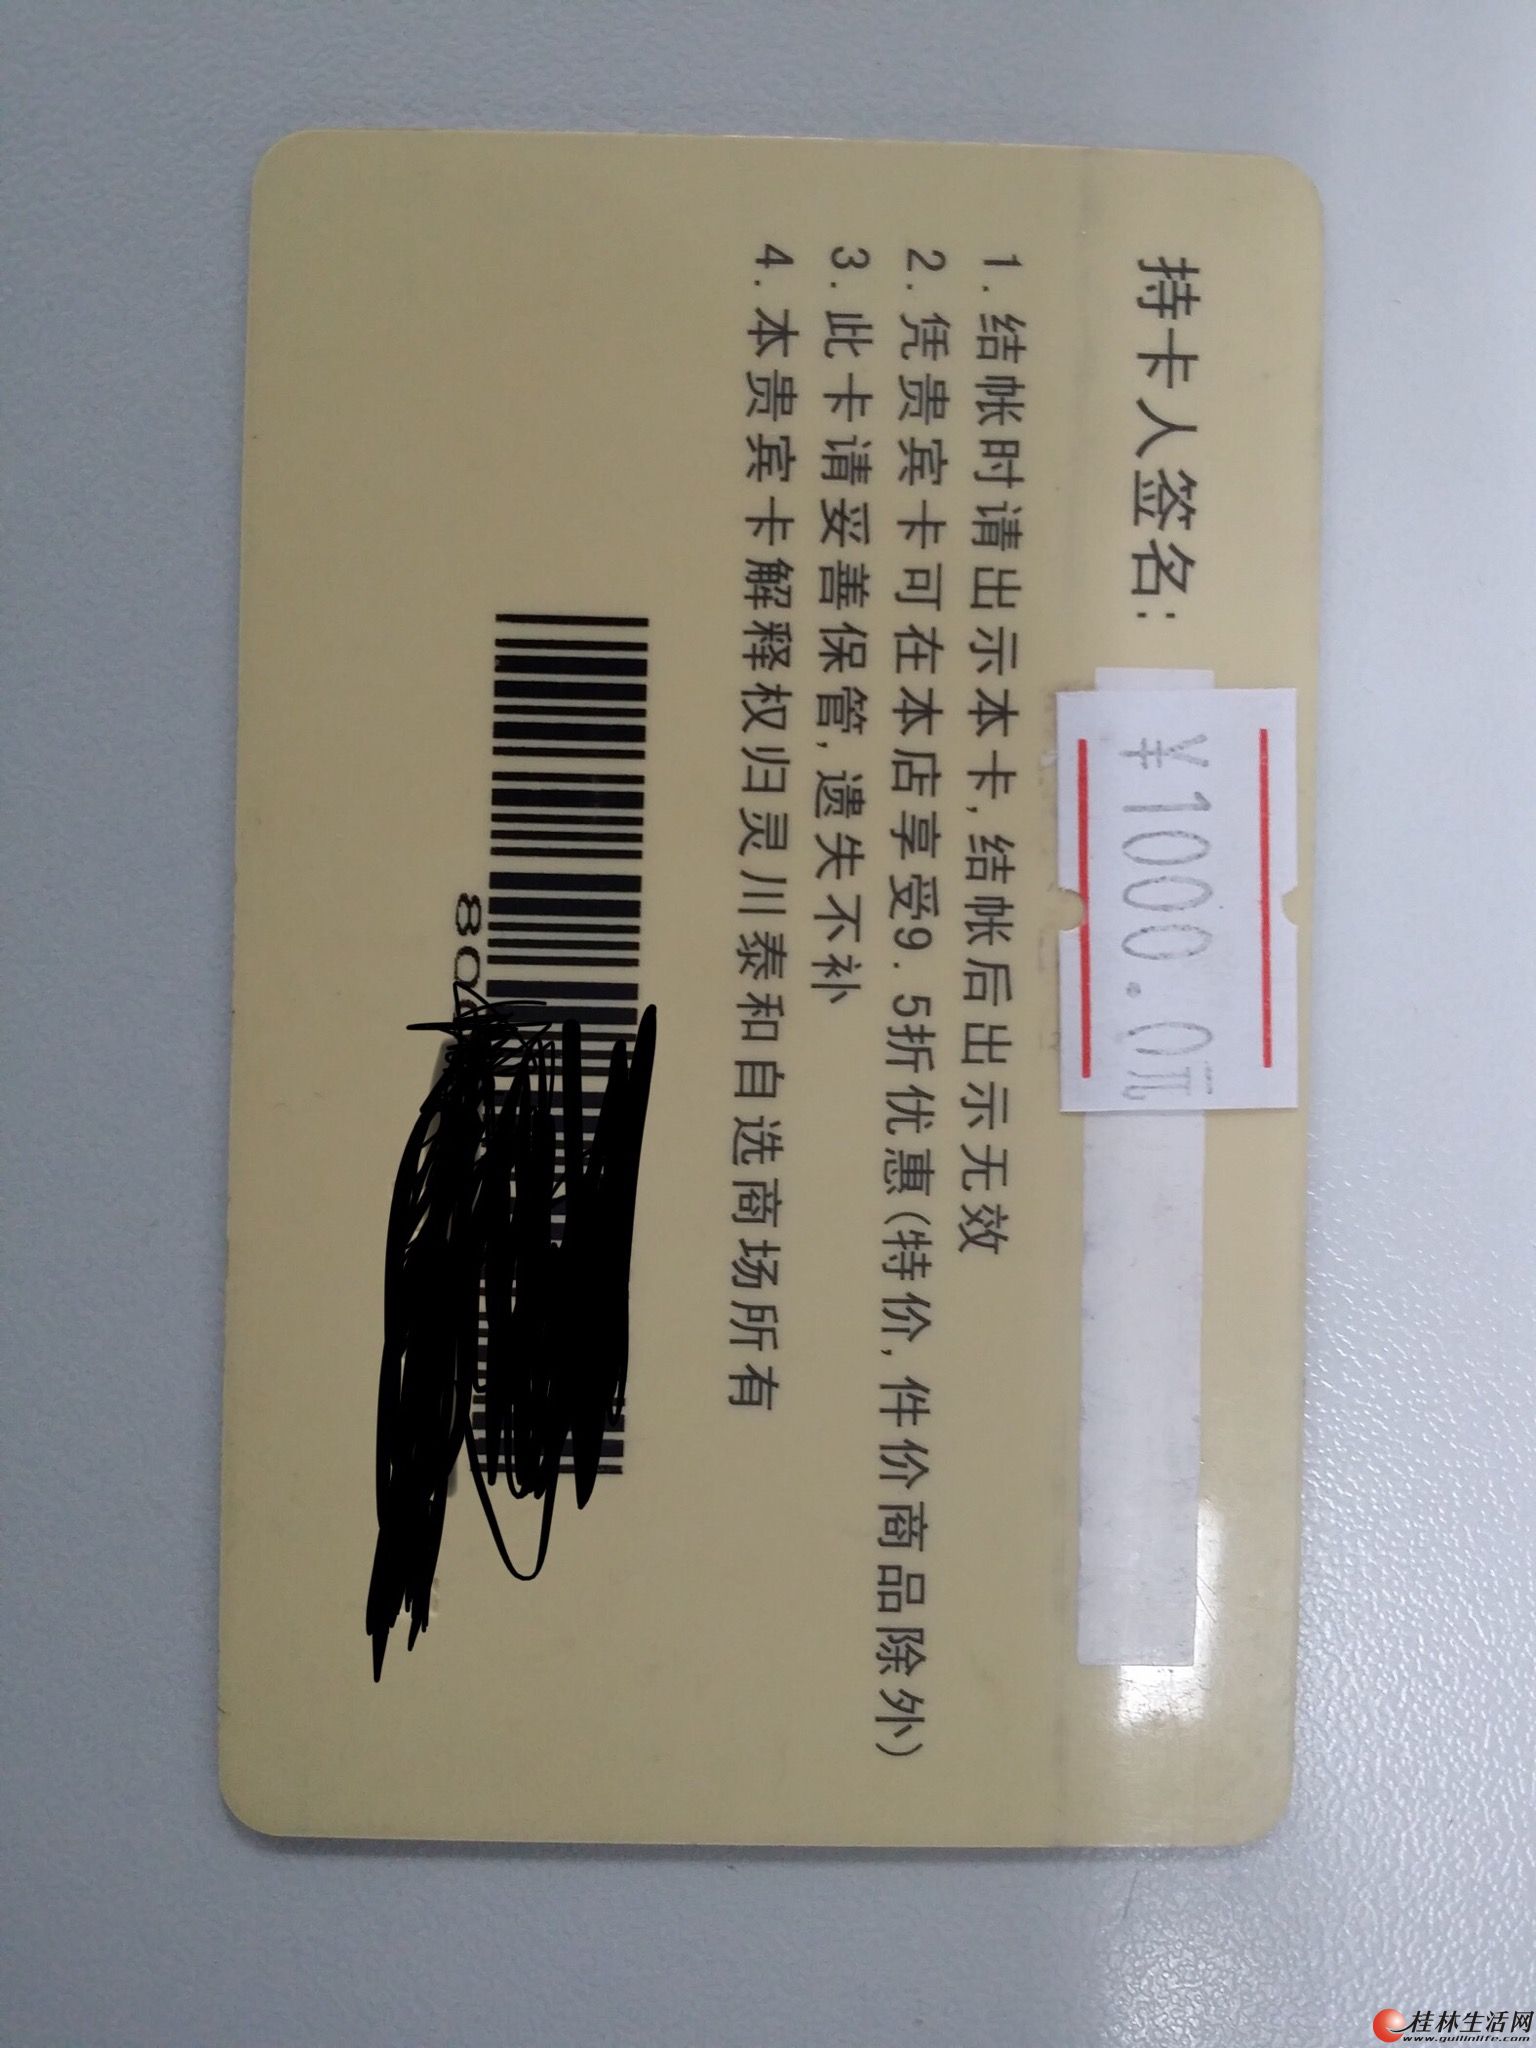 持卡人签名:
￥1000.0元
1.结帐时请出示本卡,结帐后出示无效
2.凭贵宾卡可在本店享受9.5折优惠(特价,件价商品除外)
3.此卡请妥善保管,遗失不补
4.本贵宾卡解释权归灵川泰和自选商场所有
80
桂林生活网
www.guilinlife.com